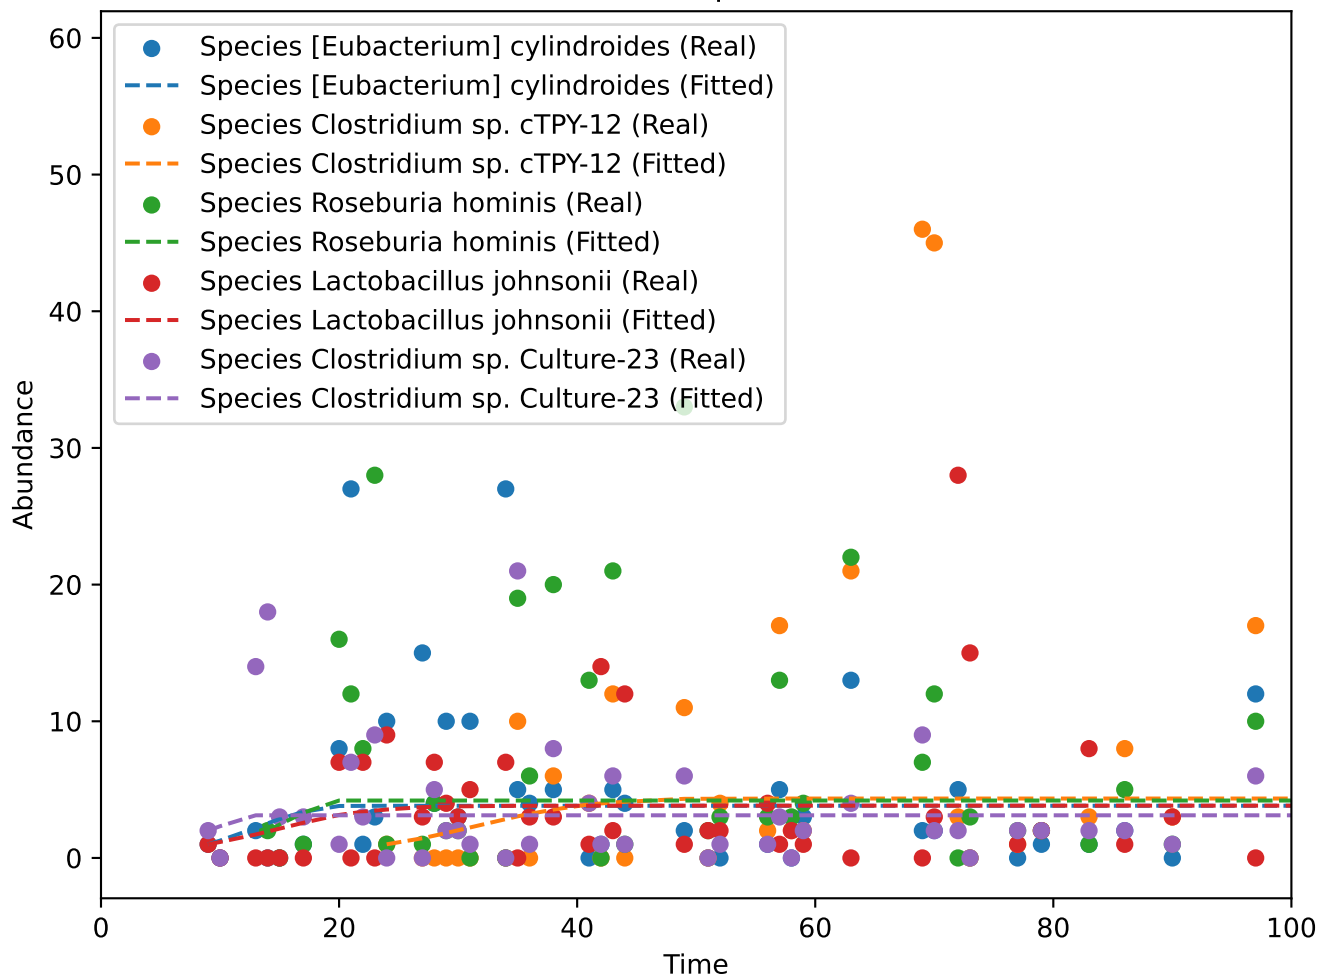 60
50
40
30
20
10
0
Abundance
Species [Eubacterium] cylindroides (Real)
Species [Eubacterium] cylindroides (Fitted)
Species Clostridium sp. cTPY-12 (Real)
Species Clostridium sp. cTPY-12 (Fitted)
Species Roseburia hominis (Real)
Species Roseburia hominis (Fitted)
Species Lactobacillus johnsonii (Real)
Species Lactobacillus johnsonii (Fitted)
Species Clostridium sp. Culture-23 (Real)
Species Clostridium sp. Culture-23 (Fitted)
0 20 40 60 80 100
Time